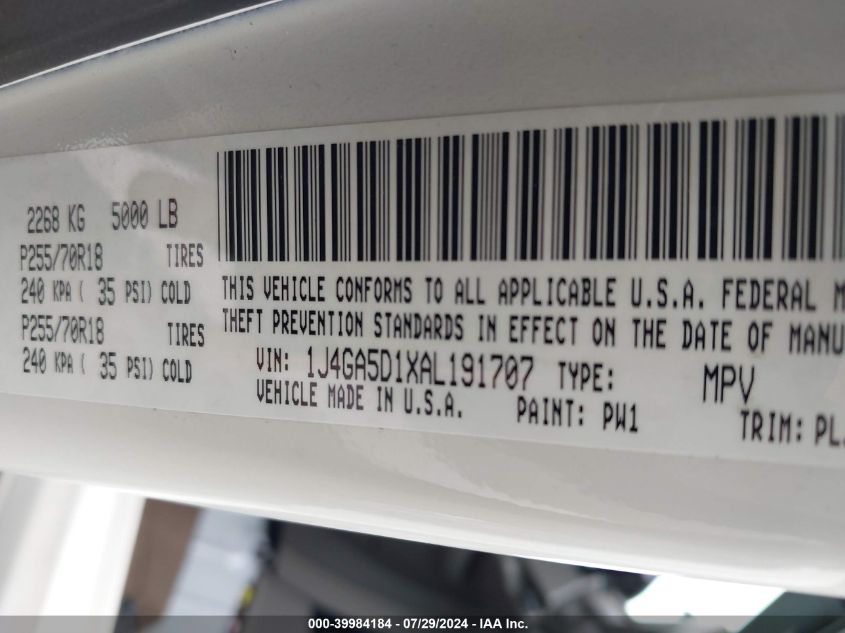 2268 KG 5000 LB
P255/70R18 TIRES
240 KPA ( 35 PSI) COLD
P255/70R18 TIRES
240 KPA ( 35 PSI) COLD
THIS VEHICLE CONFORMS TO ALL APPLICABLE U.S.A. FEDERAL M
THEFT PREVENTION STANDARDS IN EFFECT ON THE DATE OF MANU
VIN: 1J4GA5D1XAL191707 TYPE: MPV
VEHICLE MADE IN U.S.A. PAINT: PW1 TRIM: PL
000-39984184 - 07/29/2024 - IAA Inc.